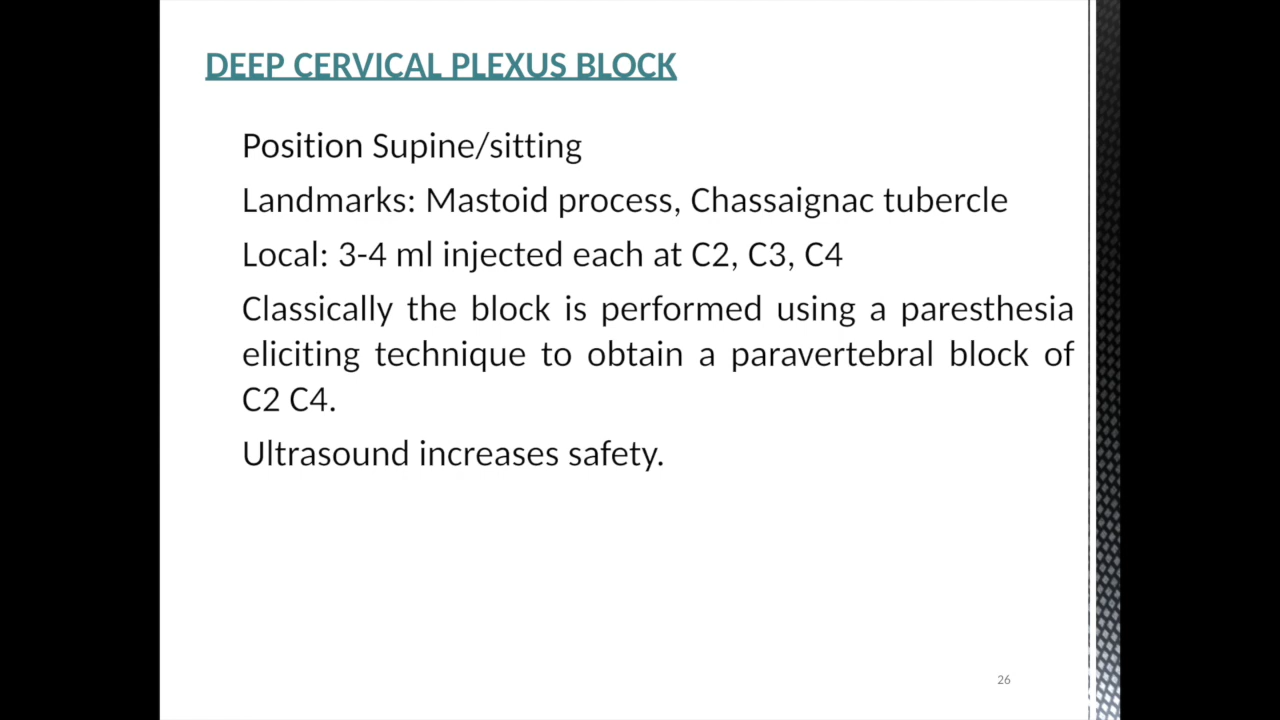 DEEP CERVICAL PLEXUS BLOCK
Position Supine/sitting
Landmarks: Mastoid process, Chassaignac tubercle
Local: 3-4 ml injected each at C2, C3, C4
Classically the block is performed using a paresthesia
eliciting technique to obtain a paravertebral block of
C2 C4.
Ultrasound increases safety.
26